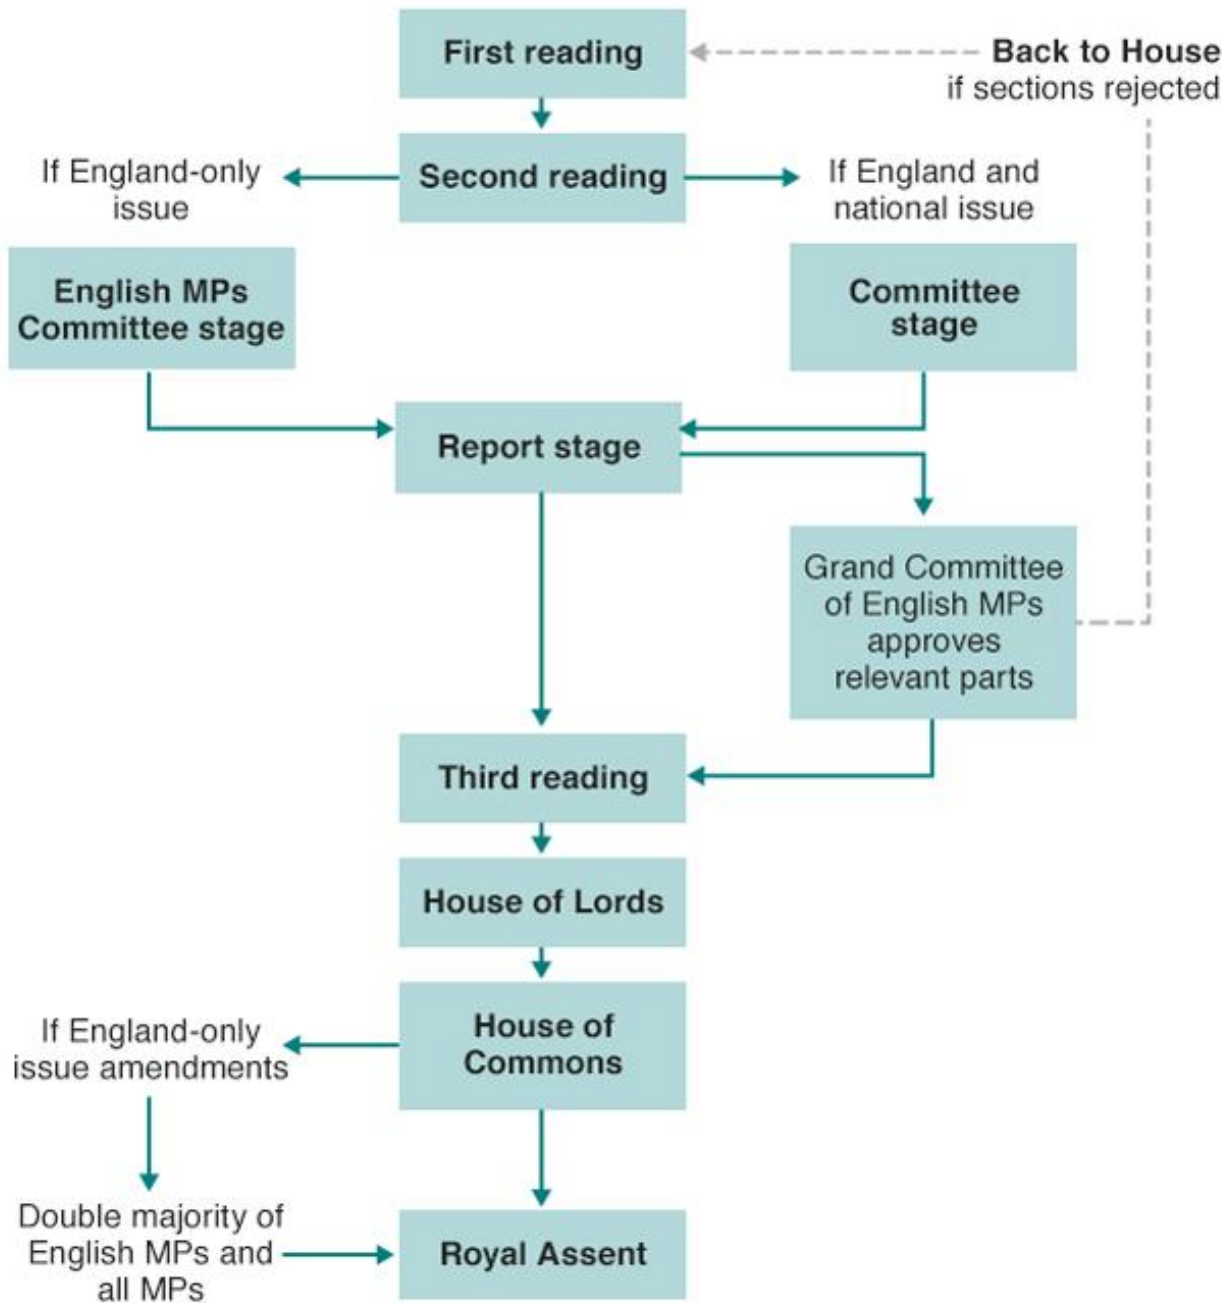 First reading
Back to House
if sections rejected
If England-only
issue
Second reading
If England and
national issue
English MPs
Committee stage
Committee
stage
Report stage
Grand Committee
of English MPs
approves
relevant parts
Third reading
House of Lords
If England-only
issue amendments
House of
Commons
Double majority of
English MPs and
all MPs
Royal Assent